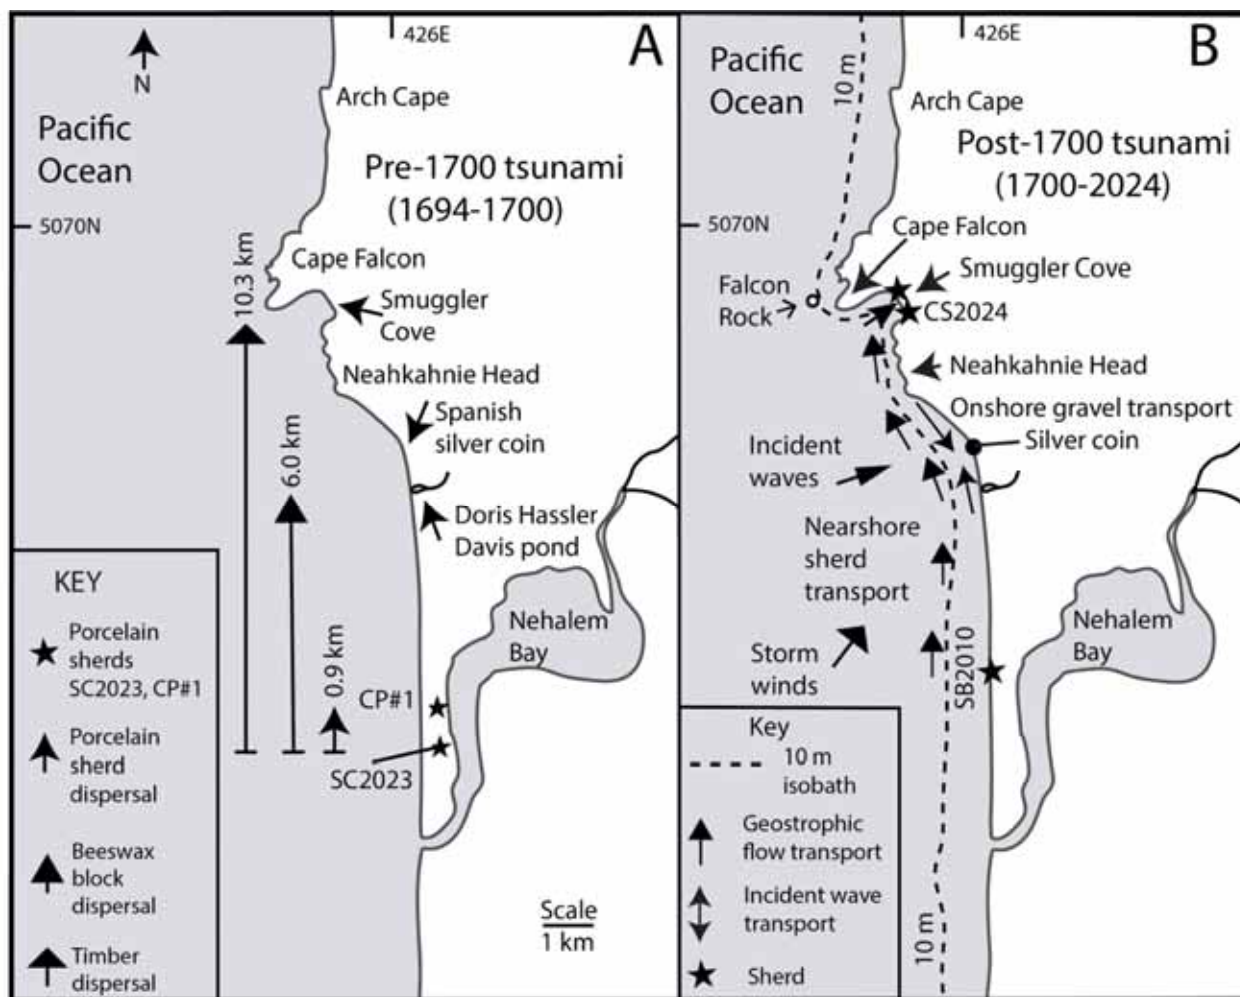 426E
A
N
Arch Cape
Pacific
Ocean
Pre-1700 tsunami
(1694-1700)
5070N
Cape Falcon
10.3 km
Smuggler
Cove
Neahkahnie Head
Spanish
silver coin
6.0 km
Doris Hassler
Davis pond
KEY
Porcelain
sherds
SC2023, CP#1
Porcelain
sherd
dispersal
Beeswax
block
dispersal
Timber
dispersal
0.9 km
Nehalem
Bay
CP#1
SC2023
Scale
1 km
426E
B
Pacific
Ocean
10 m
Arch Cape
Post-1700 tsunami
(1700-2024)
5070N
Cape Falcon
Smuggler Cove
Falcon
Rock
CS2024
Neahkahnie Head
Onshore gravel transport
Silver coin
Incident
waves
Nearshore
sherd
transport
Nehalem
Bay
Storm
winds
SB2010
Key
10 m
isobath
Geostrophic
flow transport
Incident wave
transport
Sherd
10 m